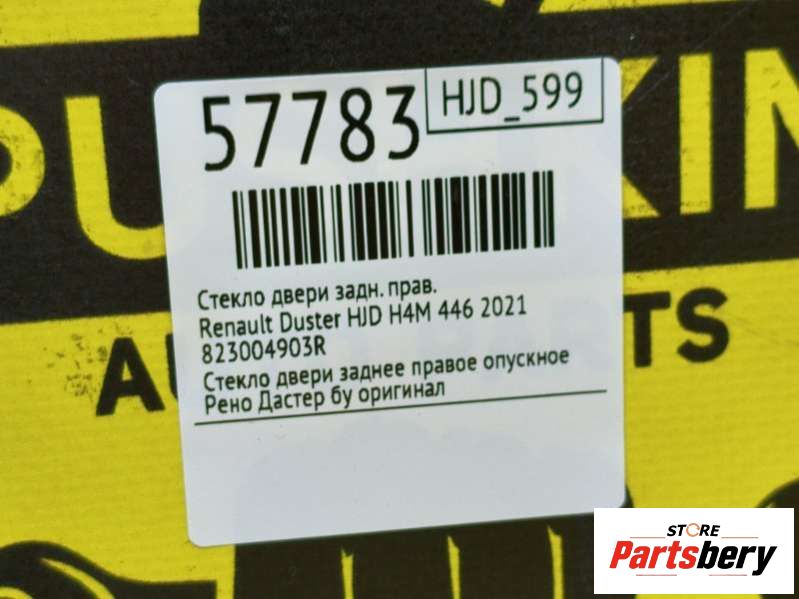 57783
HJD_599
Стекло двери задн. прав.
Renault Duster HJD H4M 446 2021
823004903R
Стекло двери заднее правое опускное
Рено Дастер бу оригинал
STORE
Partsbery